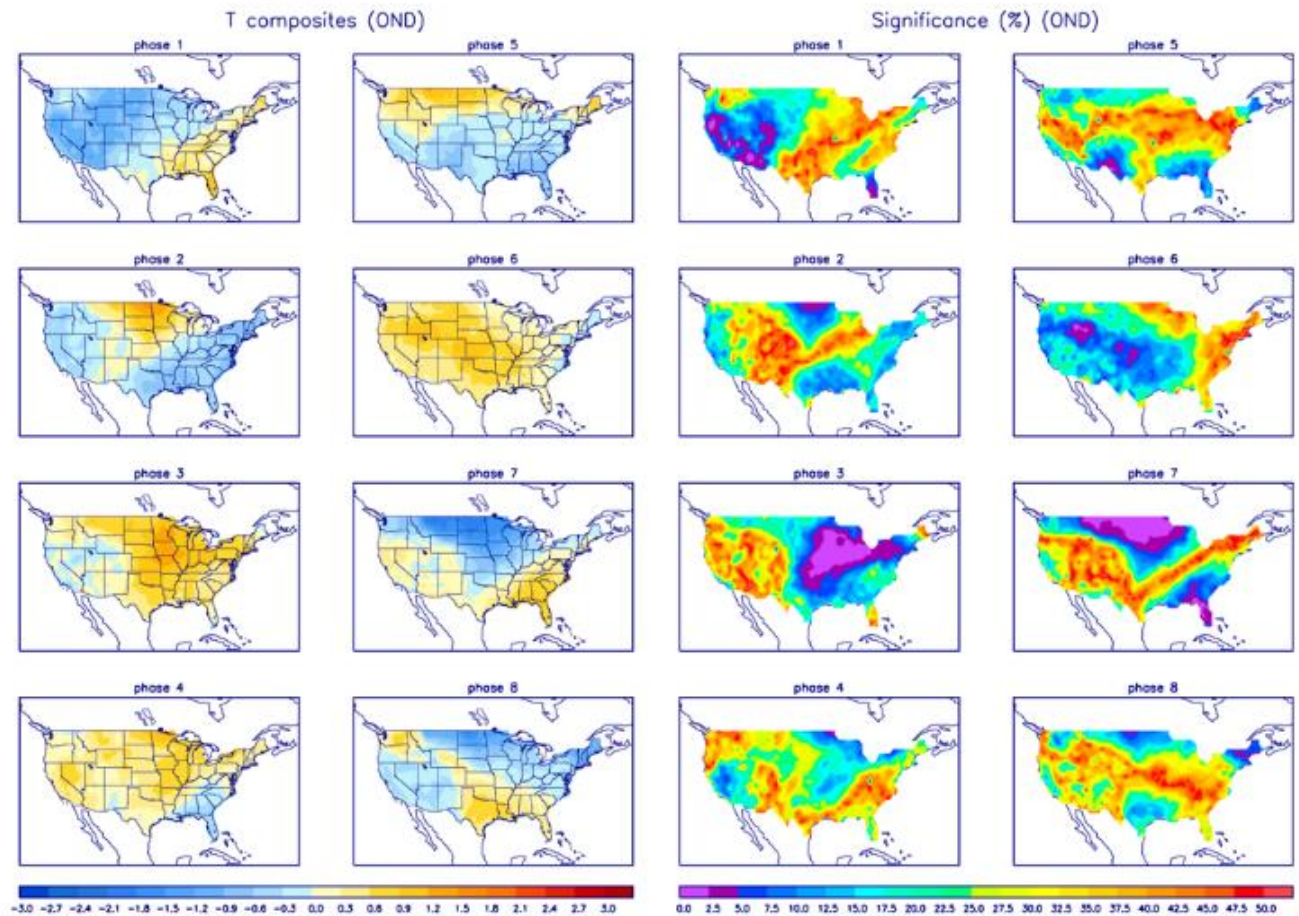 T composites (OND)
Significance (%) (OND)
phase 1
phase 5
phase 1
phase 5
phase 2
phase 6
phase 2
phase 6
phase 3
phase 7
phase 3
phase 7
phase 4
phase 8
phase 4
phase 8
−3.0 −2.7 −2.4 −2.1 −1.8 −1.5 −1.2 −0.9 −0.6 −0.3 0.0 0.3 0.6 0.9 1.2 1.5 1.8 2.1 2.4 2.7 3.0
0.0 2.5 5.0 7.5 10.0 12.5 15.0 17.5 20.0 22.5 25.0 27.5 30.0 32.5 35.0 37.5 40.0 42.5 45.0 47.5 50.0